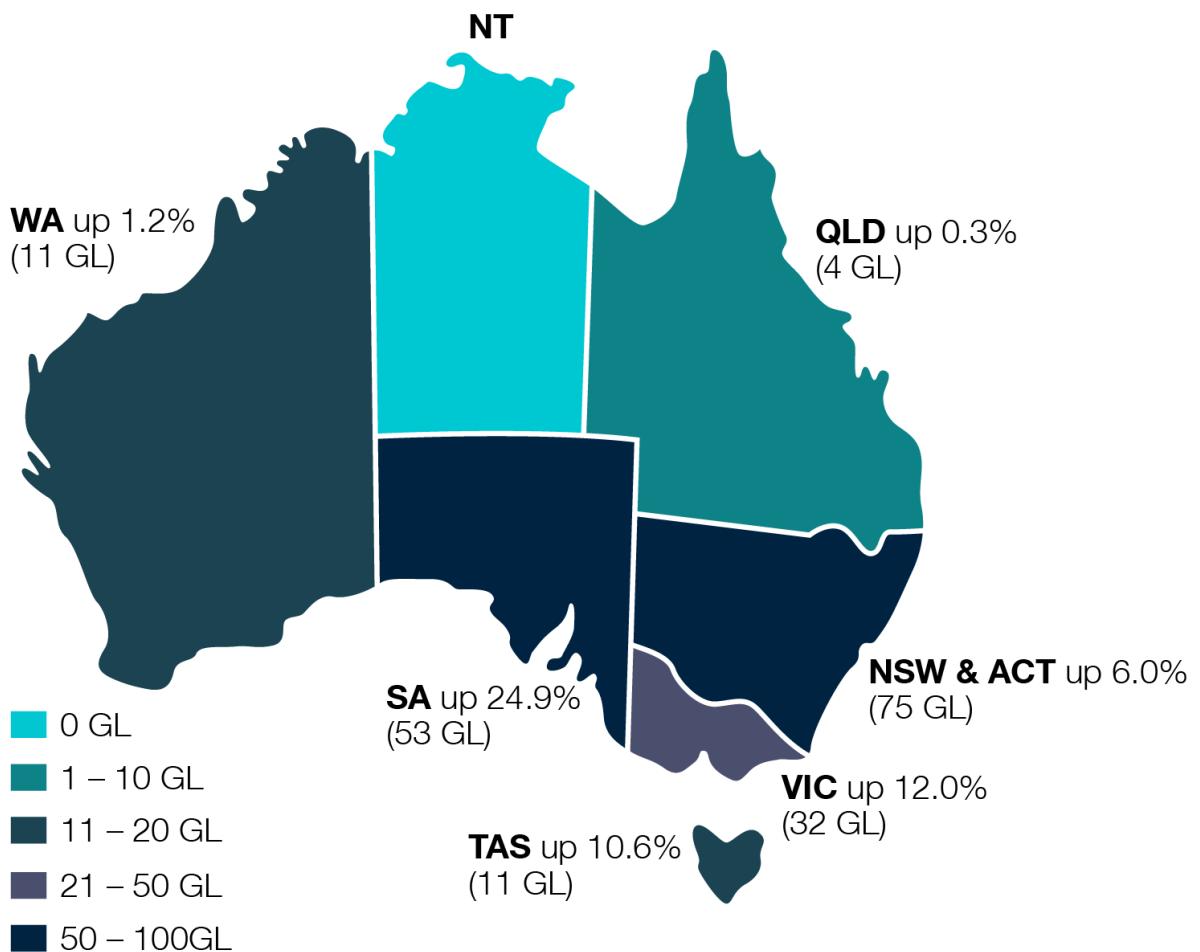 NT
WA up 1.2%
(11 GL)
QLD up 0.3%
(4 GL)
SA up 24.9%
(53 GL)
NSW & ACT up 6.0%
(75 GL)
VIC up 12.0%
(32 GL)
TAS up 10.6%
(11 GL)
0 GL
1 – 10 GL
11 – 20 GL
21 – 50 GL
50 – 100GL